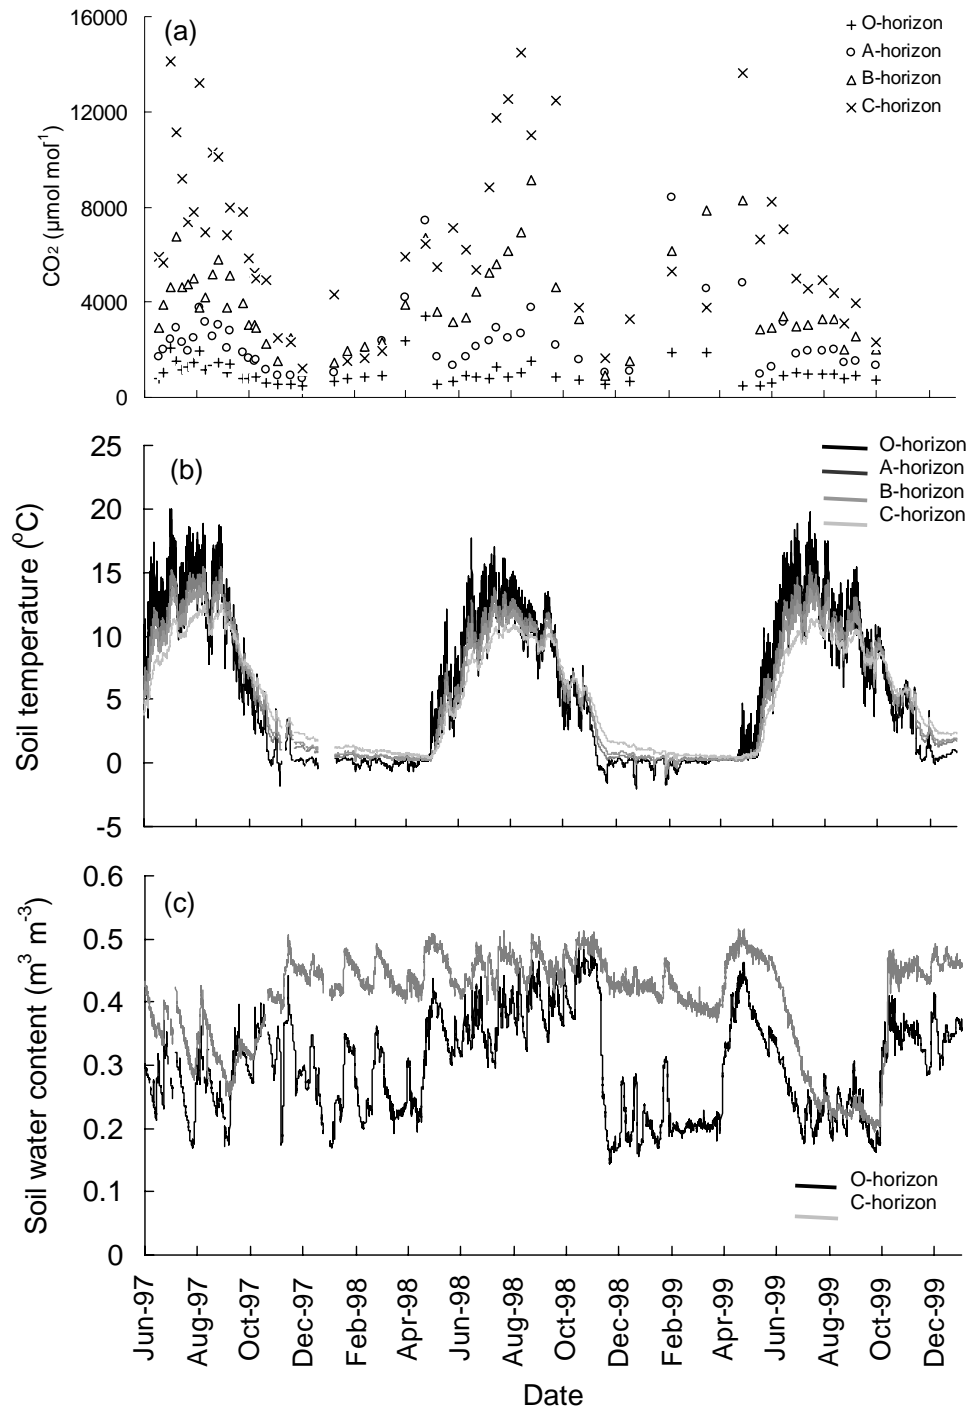 (a)
16000
12000
8000
4000
0
CO2 (µmol mol1)
O-horizon
A-horizon
B-horizon
C-horizon
(b)
25
20
15
10
5
0
-5
Soil temperature (oC)
O-horizon
A-horizon
B-horizon
C-horizon
(c)
0.6
0.5
0.4
0.3
0.2
0.1
0
Soil water content (m3 m-3)
O-horizon
C-horizon
Jun-97
Aug-97
Oct-97
Dec-97
Feb-98
Apr-98
Jun-98
Aug-98
Oct-98
Dec-98
Feb-99
Apr-99
Jun-99
Aug-99
Oct-99
Dec-99
Date